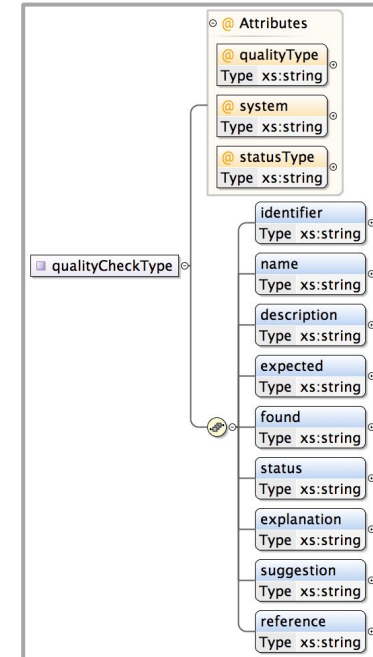 @ Attributes
@ qualityType
Type xs:string
@ system
Type xs:string
@ statusType
Type xs:string
qualityCheckType
identifier
Type xs:string
name
Type xs:string
description
Type xs:string
expected
Type xs:string
found
Type xs:string
status
Type xs:string
explanation
Type xs:string
suggestion
Type xs:string
reference
Type xs:string